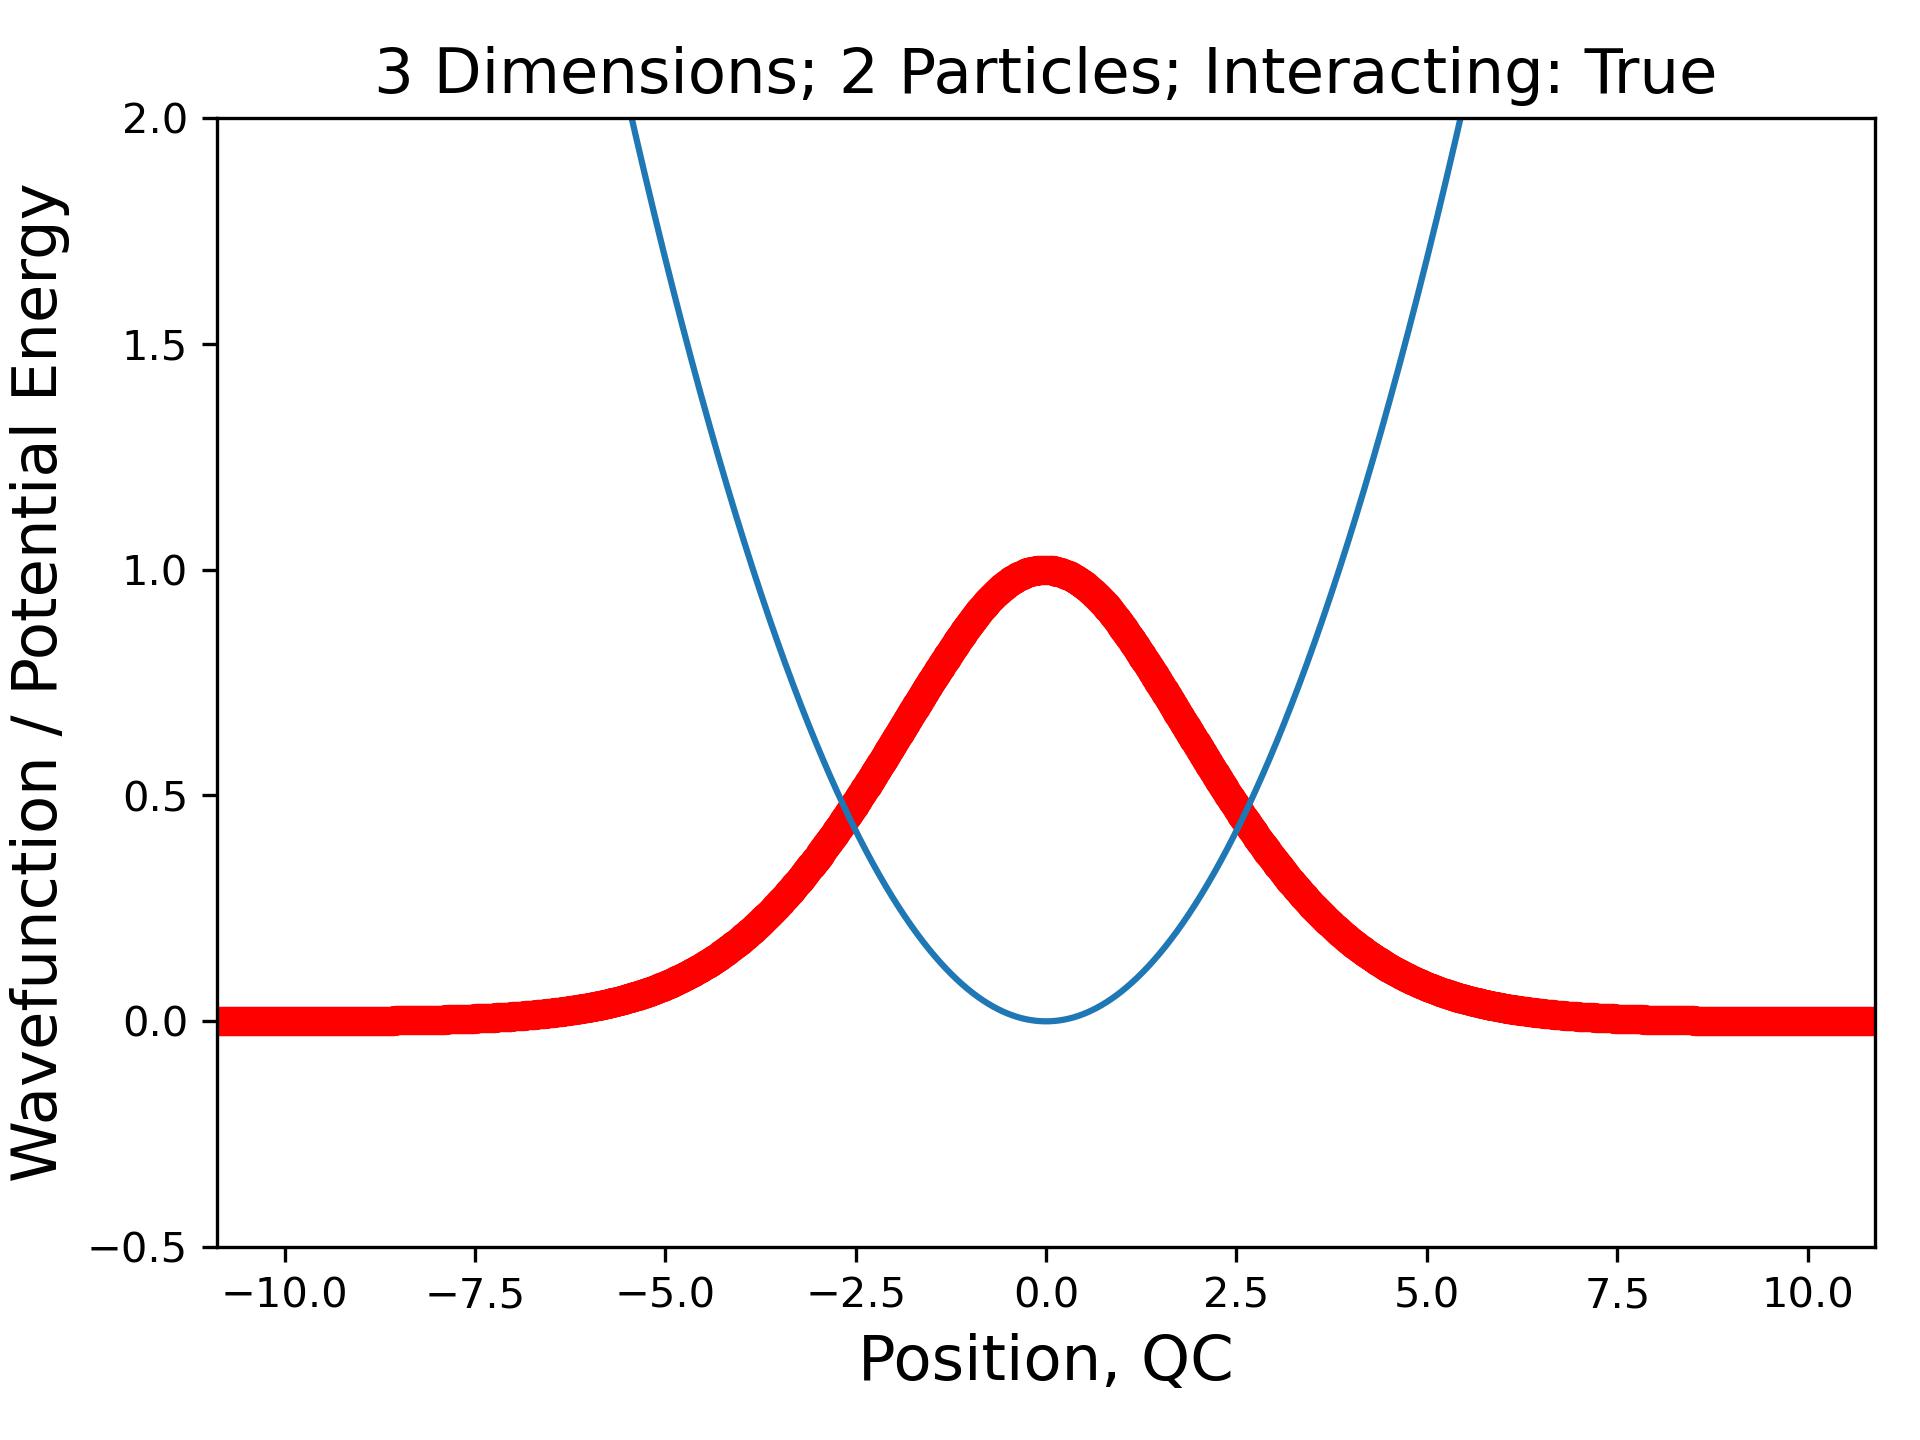 3 Dimensions; 2 Particles; Interacting: True
Wavefunction / Potential Energy
2.0
1.5
1.0
0.5
0.0
−0.5
−10.0 −7.5 −5.0 −2.5 0.0 2.5 5.0 7.5 10.0
Position, QC